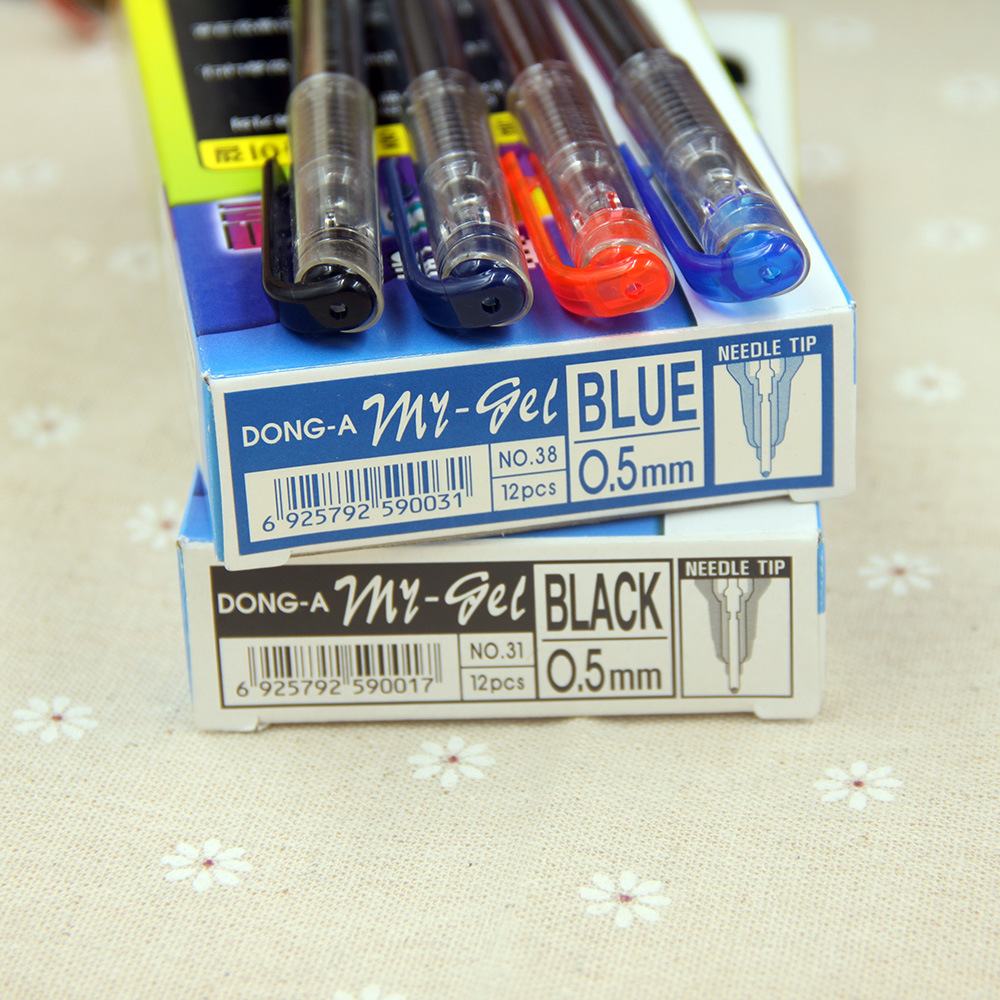 DONG-A My-Gel
BLUE
NEEDLE TIP
NO.38
12pcs
0.5mm
6 925792 590031
DONG-A My-Gel
BLACK
NEEDLE TIP
NO.31
12pcs
0.5mm
6 925792 590017